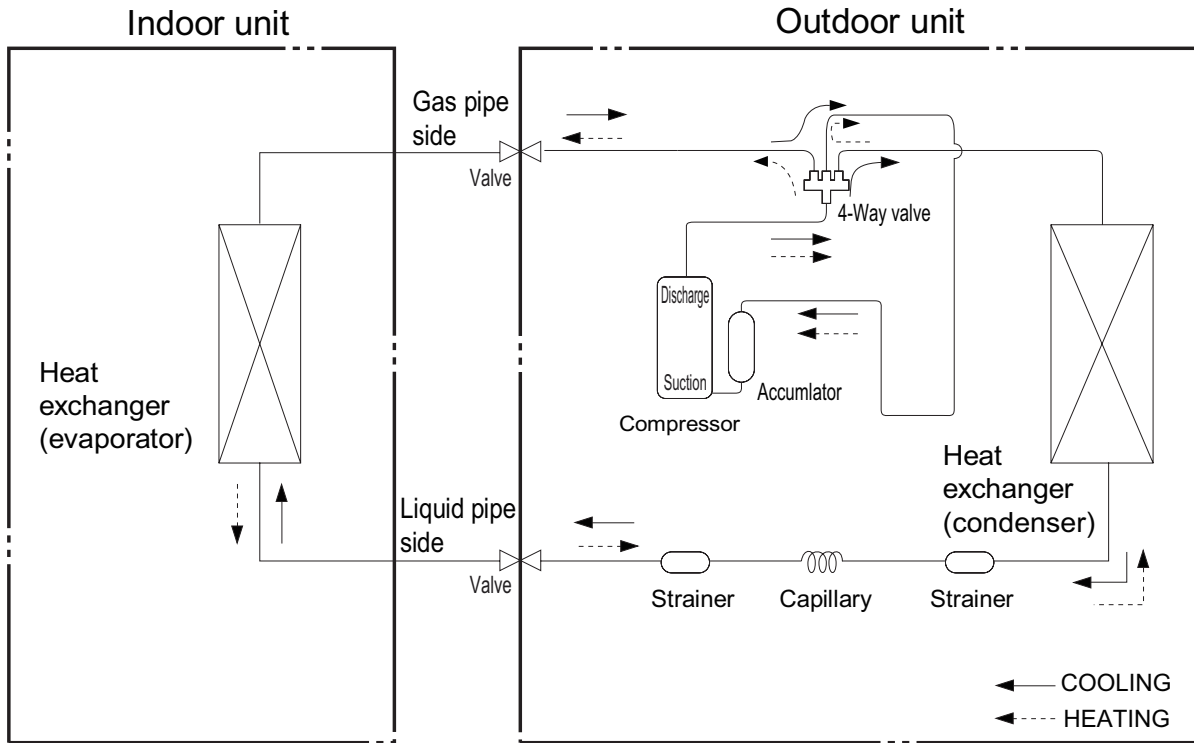 Indoor unit
Outdoor unit
Gas pipe
side
Valve
4-Way valve
Discharge
Suction
Accumlator
Compressor
Heat
exchanger
(evaporator)
Heat
exchanger
(condenser)
Liquid pipe
side
Valve
Strainer
Capillary
Strainer
COOLING
HEATING